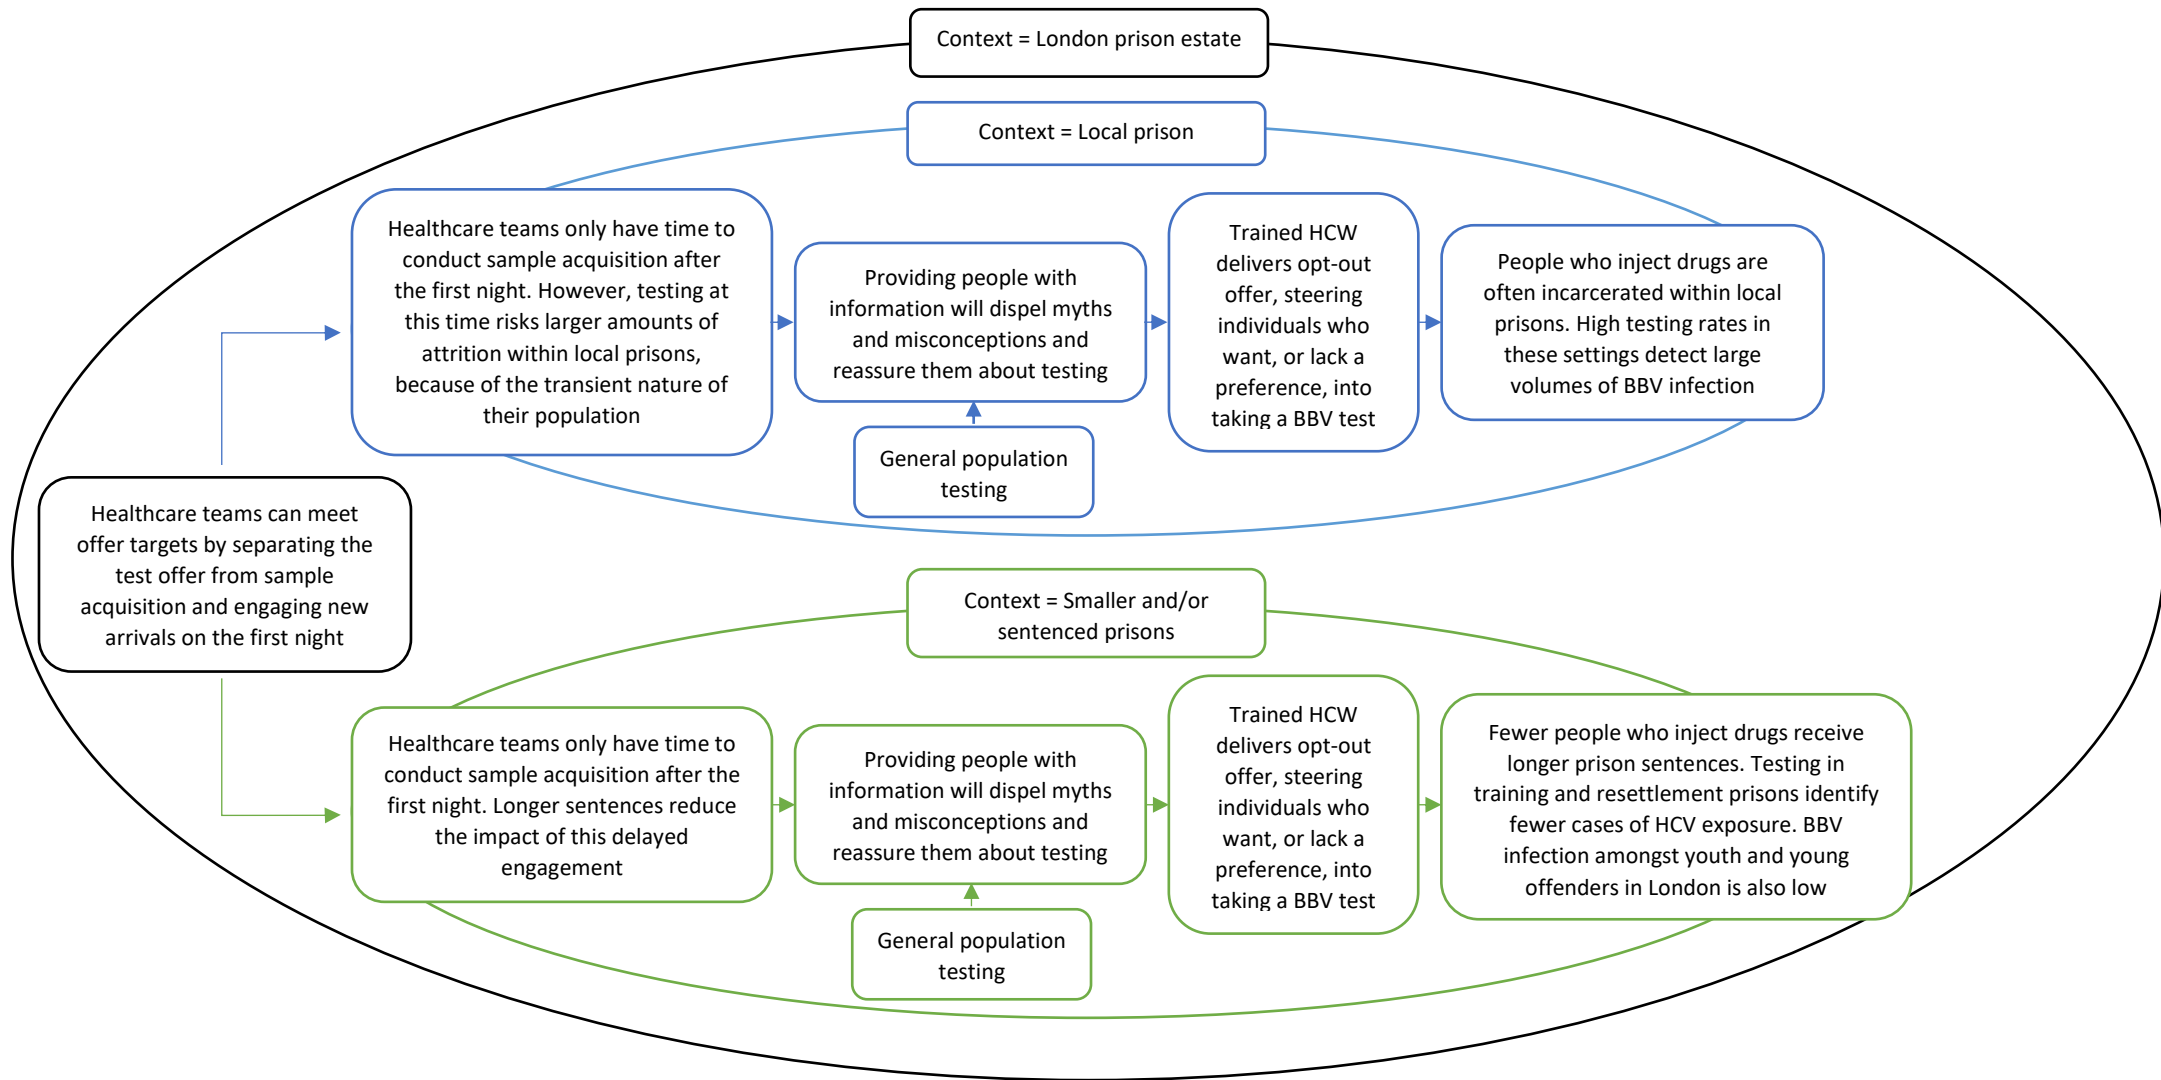 Context = London prison estate
Context = Local prison
Healthcare teams only have time to
conduct sample acquisition after
the first night. However, testing at
this time risks larger amounts of
attrition within local prisons,
because of the transient nature of
their population
Providing people with
information will dispel myths
and misconceptions and
reassure them about testing
General population
testing
Trained HCW
delivers opt-out
offer, steering
individuals who
want, or lack a
preference, into
taking a BBV test
People who inject drugs are
often incarcerated within local
prisons. High testing rates in
these settings detect large
volumes of BBV infection
Healthcare teams can meet
offer targets by separating the
test offer from sample
acquisition and engaging new
arrivals on the first night
Context = Smaller and/or
sentenced prisons
Healthcare teams only have time to
conduct sample acquisition after the
first night. Longer sentences reduce
the impact of this delayed
engagement
Providing people with
information will dispel myths
and misconceptions and
reassure them about testing
General population
testing
Trained HCW
delivers opt-out
offer, steering
individuals who
want, or lack a
preference, into
taking a BBV test
Fewer people who inject drugs receive
longer prison sentences. Testing in
training and resettlement prisons identify
fewer cases of HCV exposure. BBV
infection amongst youth and young
offenders in London is also low